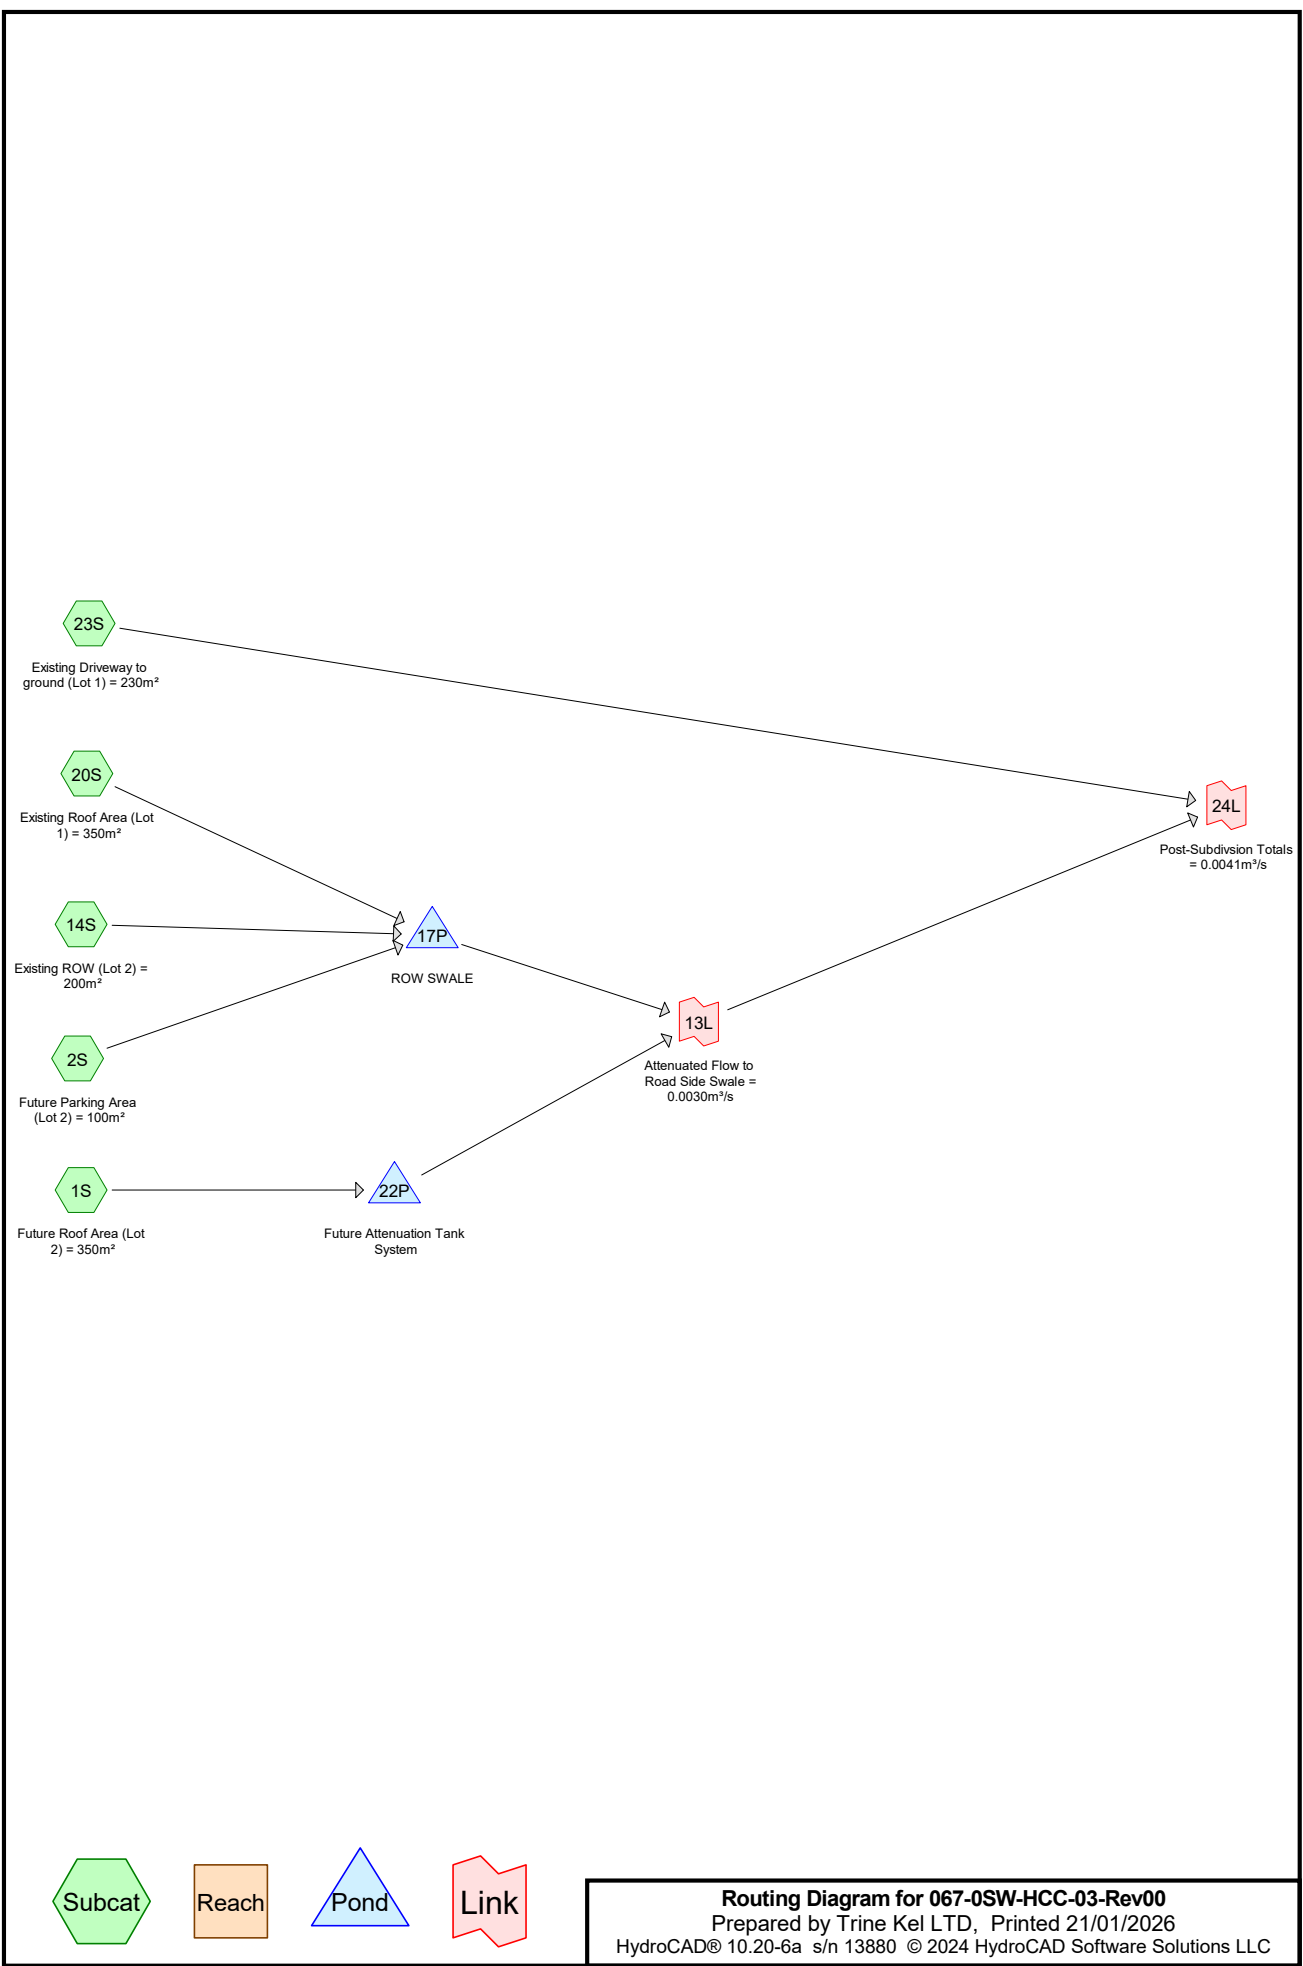 23S
Existing Driveway to
ground (Lot 1) = 230m²
20S
Existing Roof Area (Lot
1) = 350m²
24L
Post-Subdivsion Totals
= 0.0041m³/s
14S
Existing ROW (Lot 2) =
200m²
17P
ROW SWALE
13L
Attenuated Flow to
Road Side Swale =
0.0030m³/s
2S
Future Parking Area
(Lot 2) = 100m²
1S
Future Roof Area (Lot
2) = 350m²
22P
Future Attenuation Tank
System
Subcat
Reach
Pond
Link
Routing Diagram for 067-0SW-HCC-03-Rev00
Prepared by Trine Kel LTD, Printed 21/01/2026
HydroCAD® 10.20-6a s/n 13880 © 2024 HydroCAD Software Solutions LLC